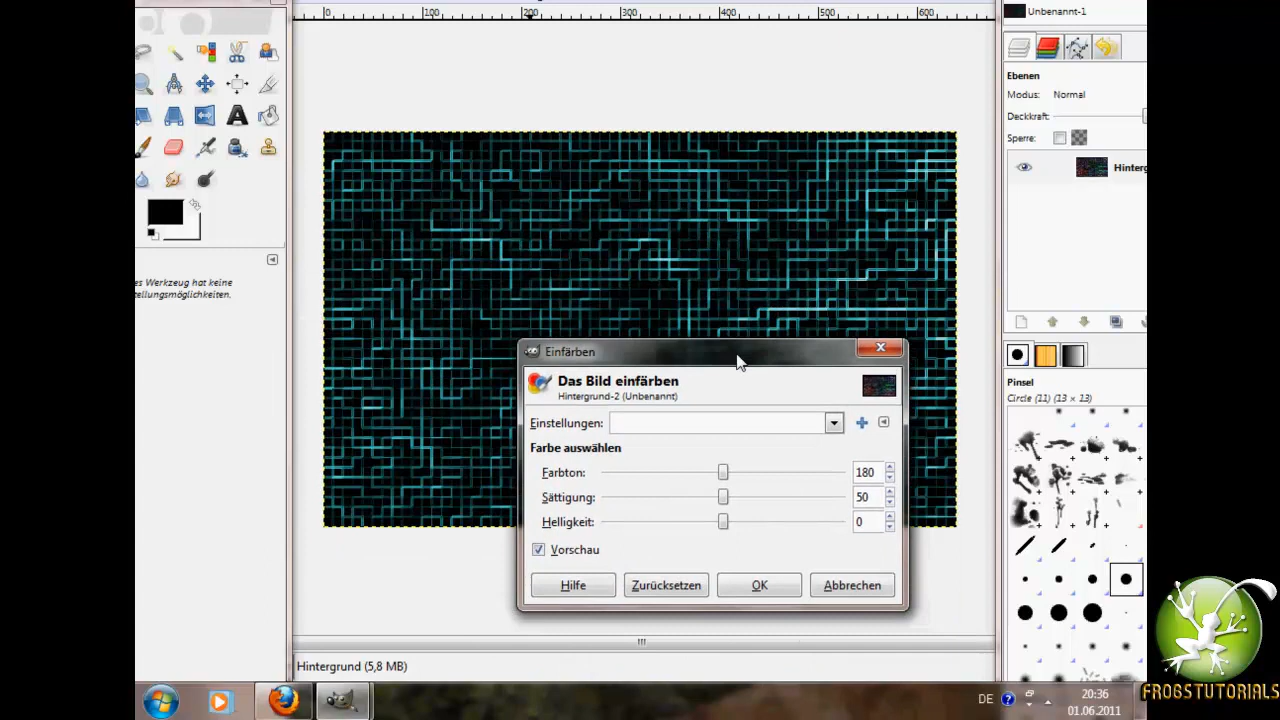 0
100
200
300
400
500
600
Unbenannt-1
Ebenen
Modus: Normal
Deckkraft:
Sperre:
Hinterg
es Werkzeug hat keine
tellungsmöglichkeiten.
Einfärben
Das Bild einfärben
Hintergrund-2 (Unbenannt)
Einstellungen:
Farbe auswählen
Farbton: 180
Sättigung: 50
Helligkeit: 0
Vorschau
Hilfe
Zurücksetzen
OK
Abbrechen
Pinsel
Circle (11) (13 × 13)
Hintergrund (5,8 MB)
DE
20:36
01.06.2011
FROGSTUTORIALS